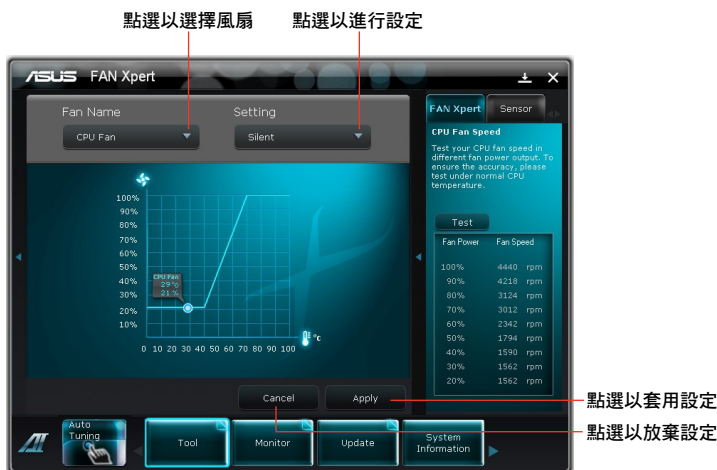 點選以選擇風扇
點選以進行設定
ASUS FAN Xpert
Fan Name
Setting
CPU Fan
Silent
100%
90%
80%
70%
60%
50%
40%
30%
20%
10%
CPU Fan
29°C
21 %
°C
0 10 20 30 40 50 60 70 80 90 100
Cancel
Apply
FAN Xpert
Sensor
CPU Fan Speed
Test your CPU fan speed in
different fan power output. To
ensure the accuracy, please
test under normal CPU
temperature.
Test
Fan Power Fan Speed
100% 4440 rpm
90% 4218 rpm
80% 3124 rpm
70% 3012 rpm
60% 2342 rpm
50% 1794 rpm
40% 1590 rpm
30% 1562 rpm
20% 1562 rpm
點選以套用設定
點選以放棄設定
Auto
Tuning
Tool
Monitor
Update
System
Information